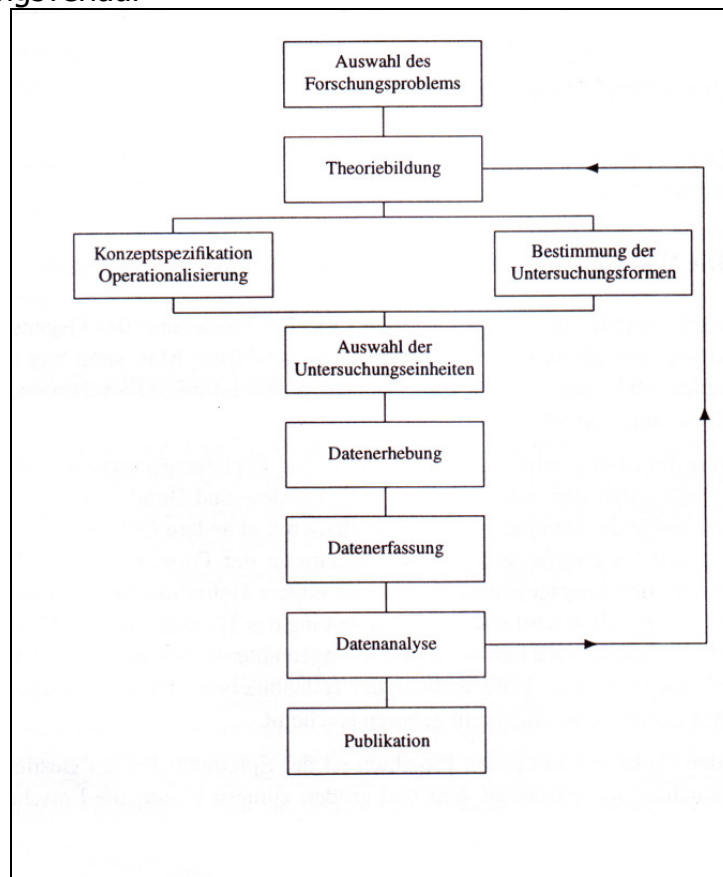 Auswahl des
Forschungsproblems
Theoriebildung
Konzeptspezifikation
Operationalisierung
Bestimmung der
Untersuchungsformen
Auswahl der
Untersuchungseinheiten
Datenerhebung
Datenerfassung
Datenanalyse
Publikation